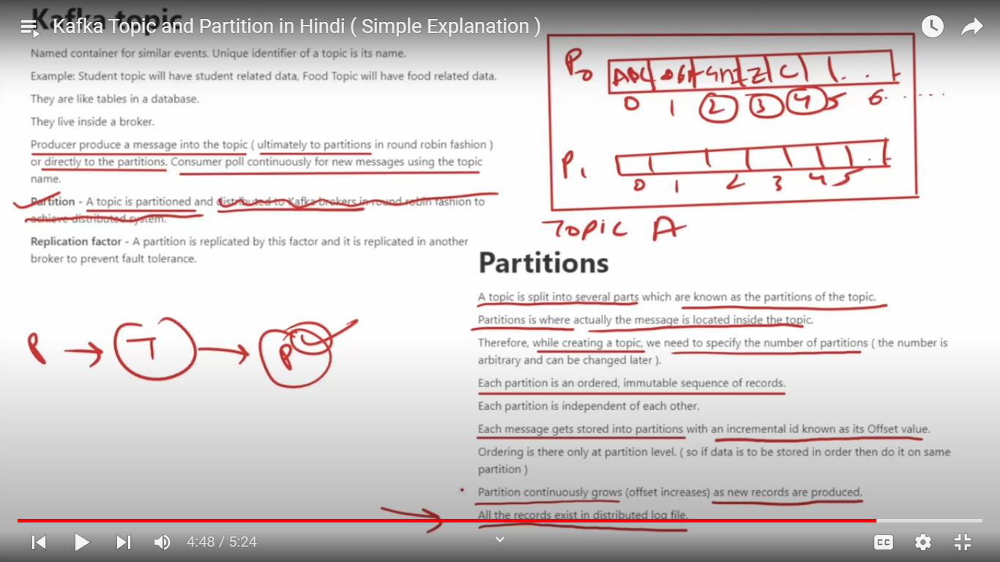 Kafka topic
Kafka Topic and Partition in Hindi ( Simple Explanation )
Named container for similar events. Unique identifier of a topic is its name.
Example: Student topic will have student related data, Food Topic will have food related data.
They are like tables in a database.
They live inside a broker.
Producer produce a message into the topic ( ultimately to partitions in round robin fashion )
or directly to the partitions. Consumer poll continuously for new messages using the topic
name.
Partition - A topic is partitioned and distributed to Kafka brokers in round robin fashion to
achieve distributed system.
Replication factor - A partition is replicated by this factor and it is replicated in another
broker to prevent fault tolerance.
P T P
P0 ABC
0 1 2 3 4 5 6
P1
0 1 2 3 4 5
TOPIC A
Partitions
A topic is split into several parts which are known as the partitions of the topic.
Partitions is where actually the message is located inside the topic.
Therefore, while creating a topic, we need to specify the number of partitions ( the number is
arbitrary and can be changed later ).
Each partition is an ordered, immutable sequence of records.
Each partition is independent of each other.
Each message gets stored into partitions with an incremental id known as its Offset value.
Ordering is there only at partition level. ( so if data is to be stored in order then do it on same
partition )
Partition continuously grows (offset increases) as new records are produced.
All the records exist in distributed log file.
4:48 / 5:24
CC